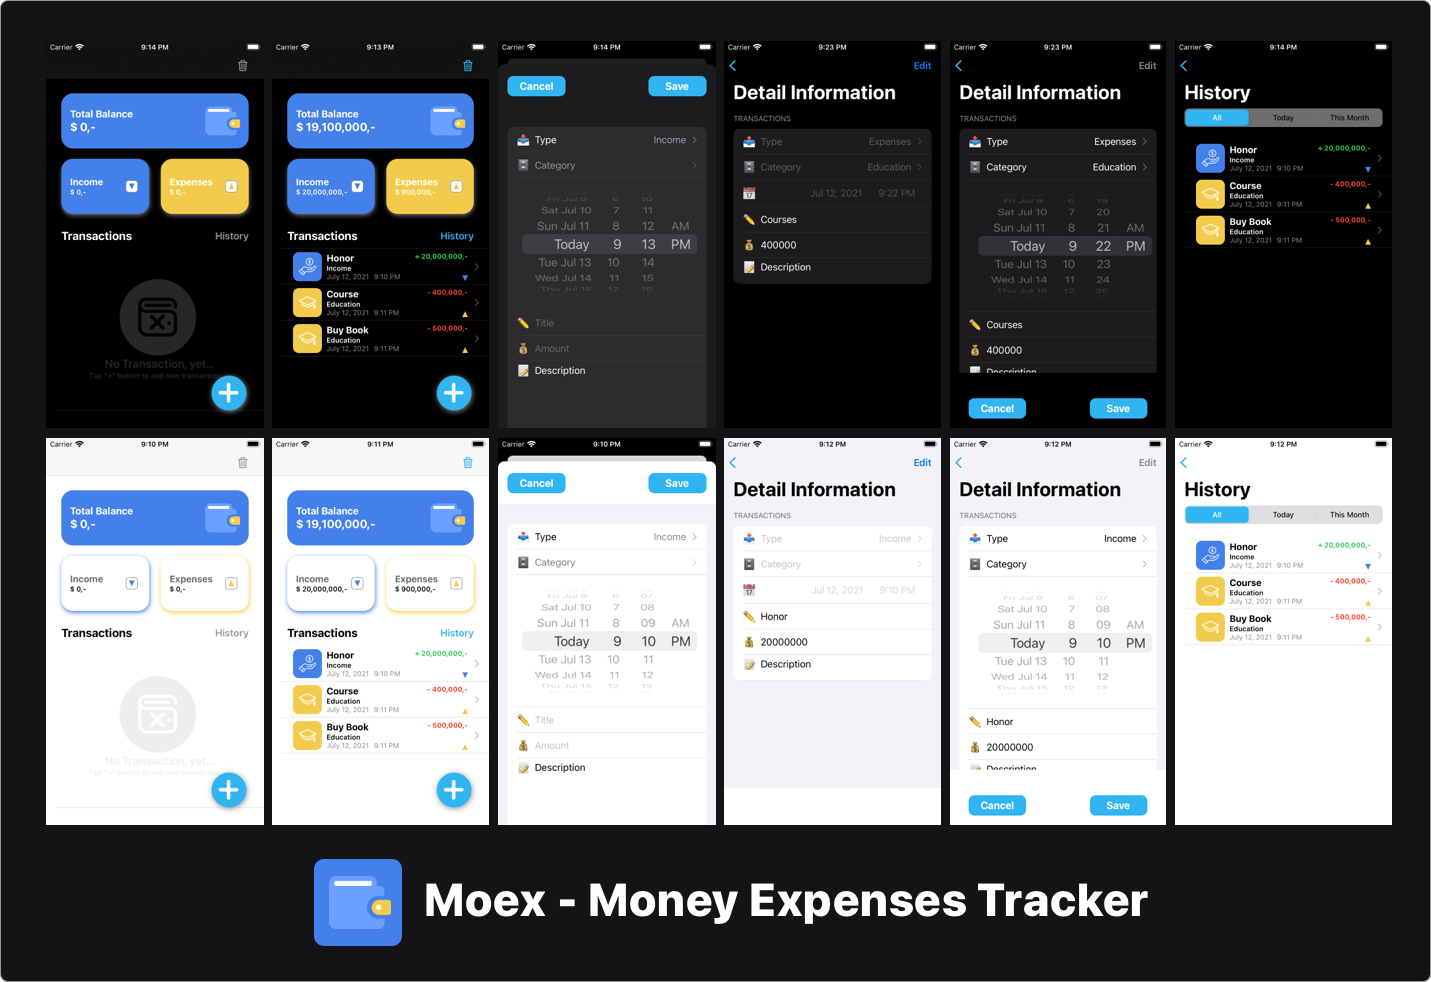 Carrier 9:14 PM
Total Balance
$ 0,-
Income
$ 0,-
Expenses
$ 0,-
Transactions
History
No Transaction, yet...
Tap "+" button to add new transaction
Carrier 9:13 PM
Total Balance
$ 19,100,000,-
Income
$ 20,000,000,-
Expenses
$ 900,000,-
Transactions
History
Honor
+ 20,000,000,-
Income
July 12, 2021 9:10 PM
Course
- 400,000,-
Education
July 12, 2021 9:11 PM
Buy Book
- 500,000,-
Education
July 12, 2021 9:11 PM
Carrier 9:14 PM
Cancel
Save
Type Income
Category
Fri Jul 9 6 10
Sat Jul 10 7 11
Sun Jul 11 8 12 AM
Today 9 13 PM
Tue Jul 13 10 14
Wed Jul 14 11 15
Thu Jul 15 12 16
Title
Amount
Description
Carrier 9:23 PM
Edit
Detail Information
TRANSACTIONS
Type Expenses
Category Education
Jul 12, 2021 9:22 PM
Courses
400000
Description
Carrier 9:23 PM
Edit
Detail Information
TRANSACTIONS
Type Expenses
Category Education
Fri Jul 9 6 19
Sat Jul 10 7 20
Sun Jul 11 8 21 AM
Today 9 22 PM
Tue Jul 13 10 23
Wed Jul 14 11 24
Thu Jul 15 12 25
Courses
400000
Description
Cancel
Save
Carrier 9:14 PM
History
All Today This Month
Honor
+ 20,000,000,-
Income
July 12, 2021 9:10 PM
Course
- 400,000,-
Education
July 12, 2021 9:11 PM
Buy Book
- 500,000,-
Education
July 12, 2021 9:11 PM
Carrier 9:10 PM
Total Balance
$ 0,-
Income
$ 0,-
Expenses
$ 0,-
Transactions
History
No Transaction, yet...
Tap "+" button to add new transaction
Carrier 9:11 PM
Total Balance
$ 19,100,000,-
Income
$ 20,000,000,-
Expenses
$ 900,000,-
Transactions
History
Honor
+ 20,000,000,-
Income
July 12, 2021 9:10 PM
Course
- 400,000,-
Education
July 12, 2021 9:11 PM
Buy Book
- 500,000,-
Education
July 12, 2021 9:11 PM
Carrier 9:10 PM
Cancel
Save
Type Income
Category
Fri Jul 9 6 07
Sat Jul 10 7 08
Sun Jul 11 8 09 AM
Today 9 10 PM
Tue Jul 13 10 11
Wed Jul 14 11 12
Thu Jul 15 12 13
Title
Amount
Description
Carrier 9:12 PM
Edit
Detail Information
TRANSACTIONS
Type Income
Category
Jul 12, 2021 9:10 PM
Honor
20000000
Description
Carrier 9:12 PM
Edit
Detail Information
TRANSACTIONS
Type Income
Category
Fri Jul 9 6 07
Sat Jul 10 7 08
Sun Jul 11 8 09 AM
Today 9 10 PM
Tue Jul 13 10 11
Wed Jul 14 11 12
Thu Jul 15 12 13
Honor
20000000
Description
Cancel
Save
Carrier 9:12 PM
History
All Today This Month
Honor
+ 20,000,000,-
Income
July 12, 2021 9:10 PM
Course
- 400,000,-
Education
July 12, 2021 9:11 PM
Buy Book
- 500,000,-
Education
July 12, 2021 9:11 PM
Moex - Money Expenses Tracker